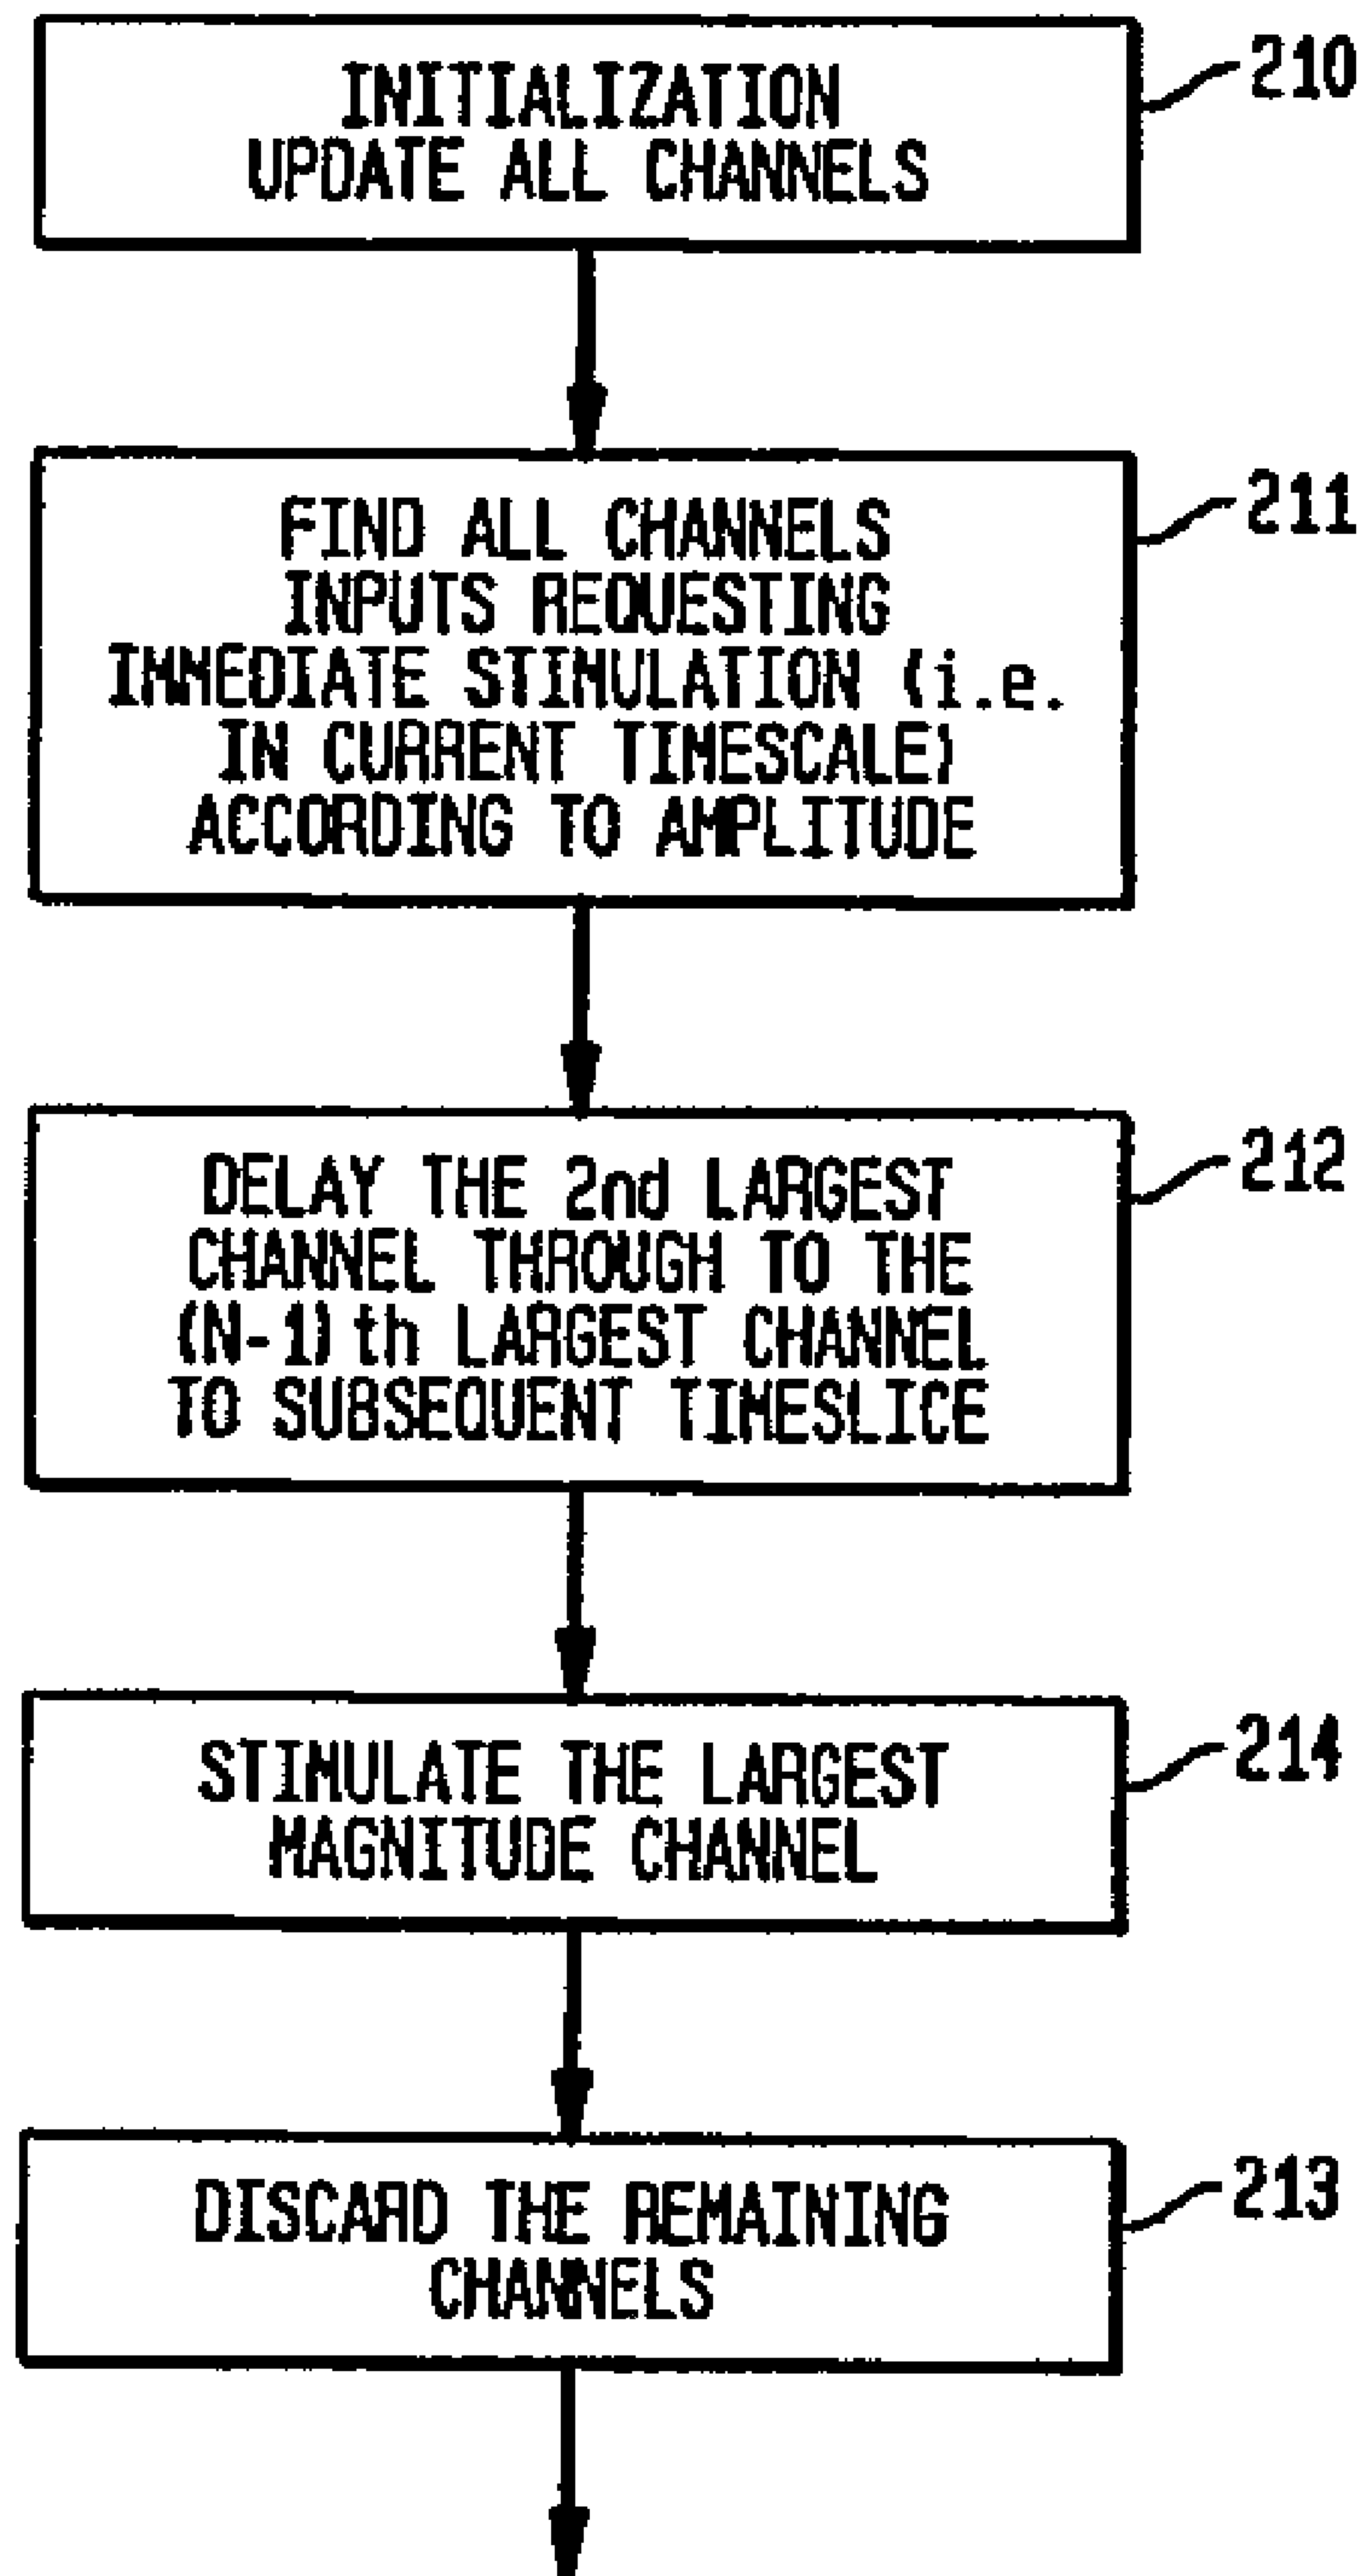 INITIALIZATION
UPDATE ALL CHANNELS
210
FIND ALL CHANNELS
INPUTS REQUESTING
IMMEDIATE STIMULATION (i.e.
IN CURRENT TIMESCALE)
ACCORDING TO AMPLITUDE
211
DELAY THE 2nd LARGEST
CHANNEL THROUGH TO THE
(N-1)th LARGEST CHANNEL
TO SUBSEQUENT TIMESLICE
212
STIMULATE THE LARGEST
MAGNITUDE CHANNEL
214
DISCARD THE REMAINING
CHANNELS
213